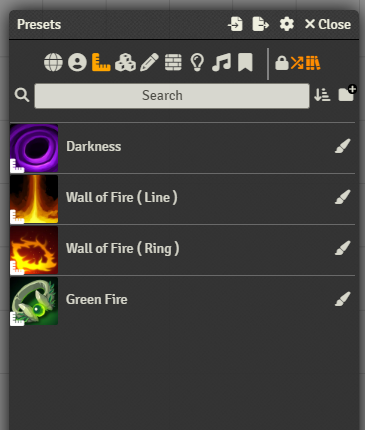 Presets
Close
Search
Darkness
Wall of Fire ( Line )
Wall of Fire ( Ring )
Green Fire